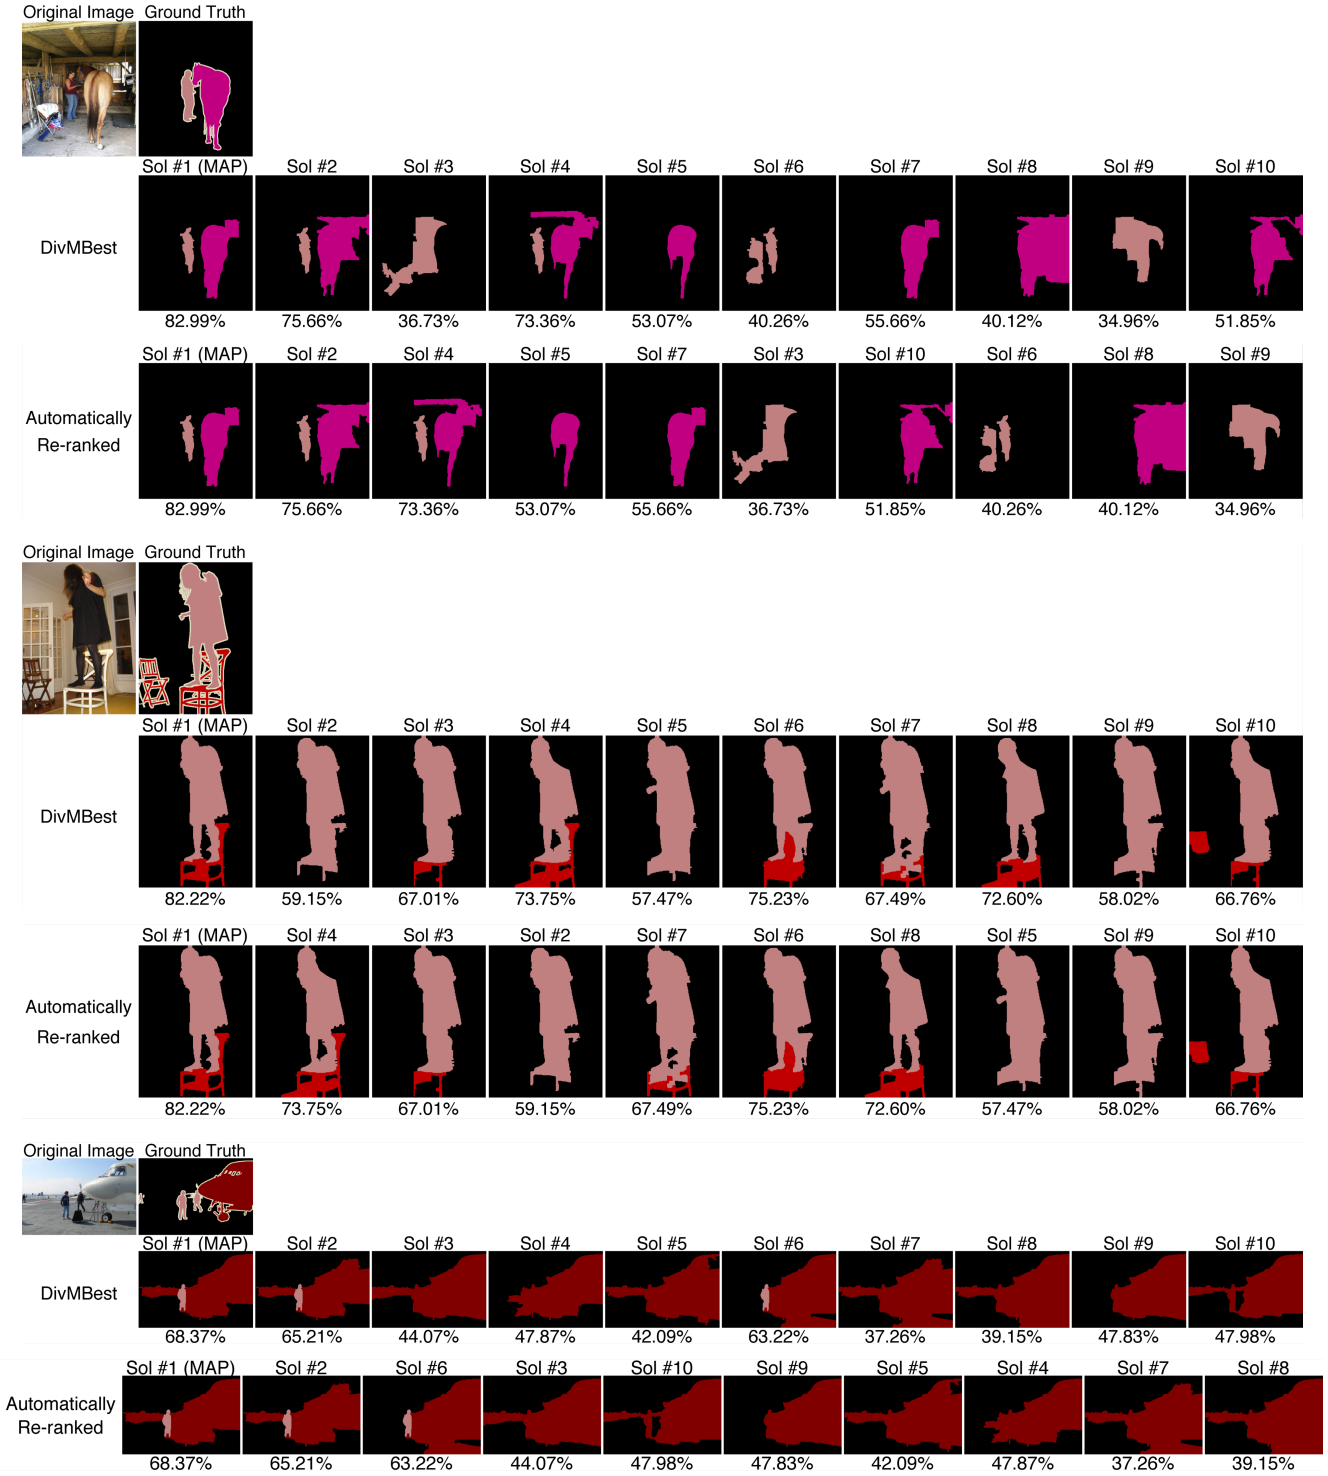 Original Image Ground Truth
Sol #1 (MAP) Sol #2 Sol #3 Sol #4 Sol #5 Sol #6 Sol #7 Sol #8 Sol #9 Sol #10
DivMBest
82.99% 75.66% 36.73% 73.36% 53.07% 40.26% 55.66% 40.12% 34.96% 51.85%
Sol #1 (MAP) Sol #2 Sol #4 Sol #5 Sol #7 Sol #3 Sol #10 Sol #6 Sol #8 Sol #9
Automatically
Re-ranked
82.99% 75.66% 73.36% 53.07% 55.66% 36.73% 51.85% 40.26% 40.12% 34.96%
Original Image Ground Truth
Sol #1 (MAP) Sol #2 Sol #3 Sol #4 Sol #5 Sol #6 Sol #7 Sol #8 Sol #9 Sol #10
DivMBest
82.22% 59.15% 67.01% 73.75% 57.47% 75.23% 67.49% 72.60% 58.02% 66.76%
Sol #1 (MAP) Sol #4 Sol #3 Sol #2 Sol #7 Sol #6 Sol #8 Sol #5 Sol #9 Sol #10
Automatically
Re-ranked
82.22% 73.75% 67.01% 59.15% 67.49% 75.23% 72.60% 57.47% 58.02% 66.76%
Original Image Ground Truth
Sol #1 (MAP) Sol #2 Sol #3 Sol #4 Sol #5 Sol #6 Sol #7 Sol #8 Sol #9 Sol #10
DivMBest
68.37% 65.21% 44.07% 47.87% 42.09% 63.22% 37.26% 39.15% 47.83% 47.98%
Sol #1 (MAP) Sol #2 Sol #6 Sol #3 Sol #10 Sol #9 Sol #5 Sol #4 Sol #7 Sol #8
Automatically
Re-ranked
68.37% 65.21% 63.22% 44.07% 47.98% 47.83% 42.09% 47.87% 37.26% 39.15%